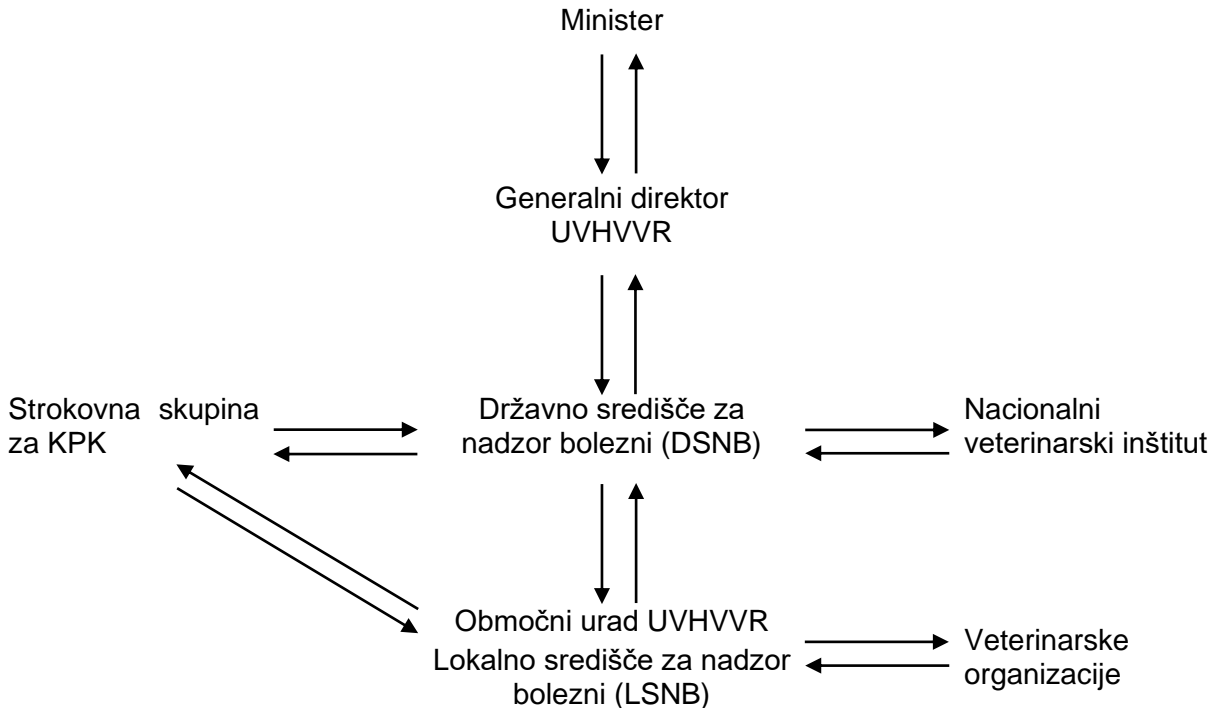 Minister
Generalni direktor
UVHVVR
Strokovna skupina
za KPK
Državno središče za
nadzor bolezni (DSNB)
Nacionalni
veterinarski inštitut
Območni urad UVHVVR
Lokalno središče za nadzor
bolezni (LSNB)
Veterinarske
organizacije